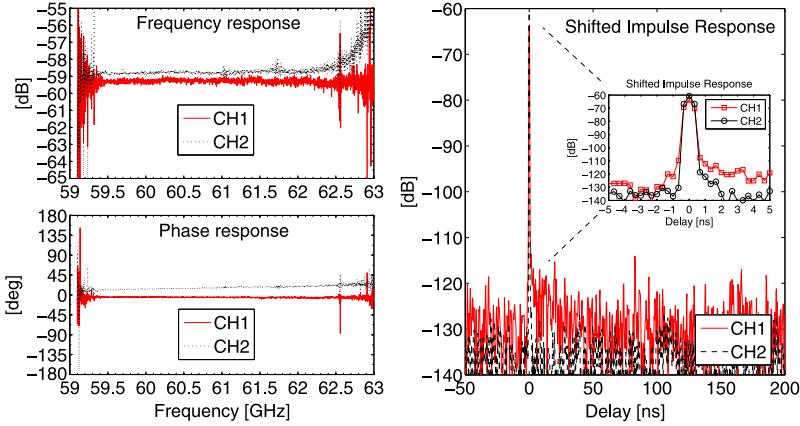 Frequency response
[dB]
−55
−56
−57
−58
−59
−60
−61
−62
−63
−64
−65
CH1
CH2
59 59.5 60 60.5 61 61.5 62 62.5 63
Phase response
[deg]
180
135
90
45
0
−45
−90
−135
−180
CH1
CH2
59 59.5 60 60.5 61 61.5 62 62.5 63
Frequency [GHz]
Shifted Impulse Response
[dB]
−60
−80
−100
−120
−130
−140
Shifted Impulse Response
[dB]
−60
−70
−80
−90
−100
−110
−120
−130
−140
CH1
CH2
−5 −4 −3 −2 −1 0 1 2 3 4 5
Delay [ns]
CH1
CH2
−50 0 50 100 150 200
Delay [ns]